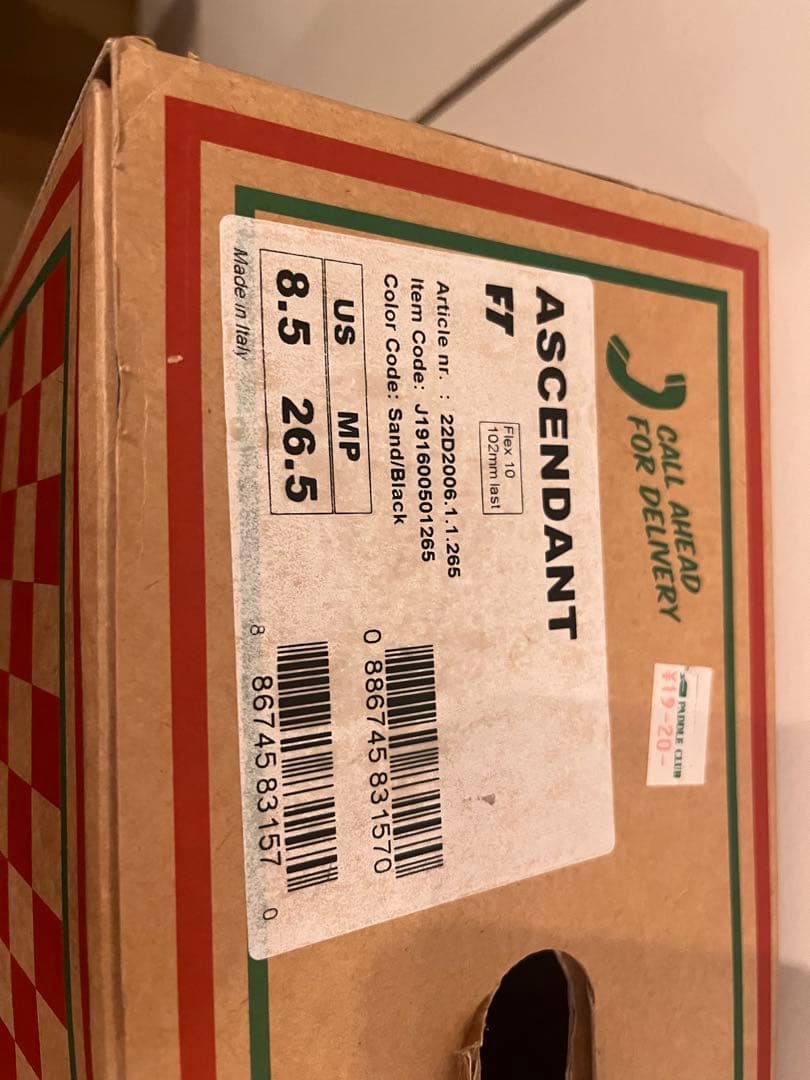 CALL AHEAD
FOR DELIVERY
PADDLE CLUB
¥19-20-
ASCENDANT
FT
Flex 10
102mm last
Article nr. : 22D2006.1.1.265
Item Code: J191600501265
Color Code: Sand/Black
US MP
8.5 26.5
Made in Italy
0 886745 831570
8 86745 83157 0